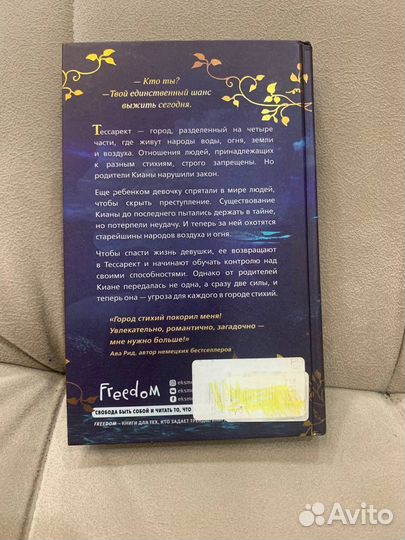 — Кто ты?
—Твой единственный шанс
выжить сегодня.
Тессарект — город, разделенный на четыре
части, где живут народы воды, огня, земли
и воздуха. Отношения людей, принадлежащих
к разным стихиям, строго запрещены. Но
родители Кианы нарушили закон.
Еще ребенком девочку спрятали в мире людей,
чтобы скрыть преступление. Существование
Кианы до последнего пытались держать в тайне,
но потерпели неудачу. И теперь за ней охотятся
старейшины народов воздуха и огня.
Чтобы спасти жизнь девушки, ее возвращают
в Тессарект и начинают обучать контролю над
своими способностями. Однако от родителей
Киане передалась не одна, а сразу две силы, и
теперь она — угроза для каждого в городе стихий.
«Город стихий покорил меня!
Увлекательно, романтично, загадочно —
мне нужно больше!»
Ава Рид, автор немецких бестселлеров
FreedoM
eksm
eksm
eksm
СВОБОДА БЫТЬ СОБОЙ И ЧИТАТЬ ТО, ЧТО
FREEDOM – КНИГИ ДЛЯ ТЕХ, КТО ЗАДАЕТ ТРЕНДЫ
Avito